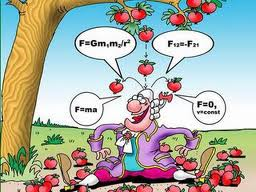 F=Gm₁m₂/r²
F₁₂=-F₂₁
F=ma
F=0,
v=const